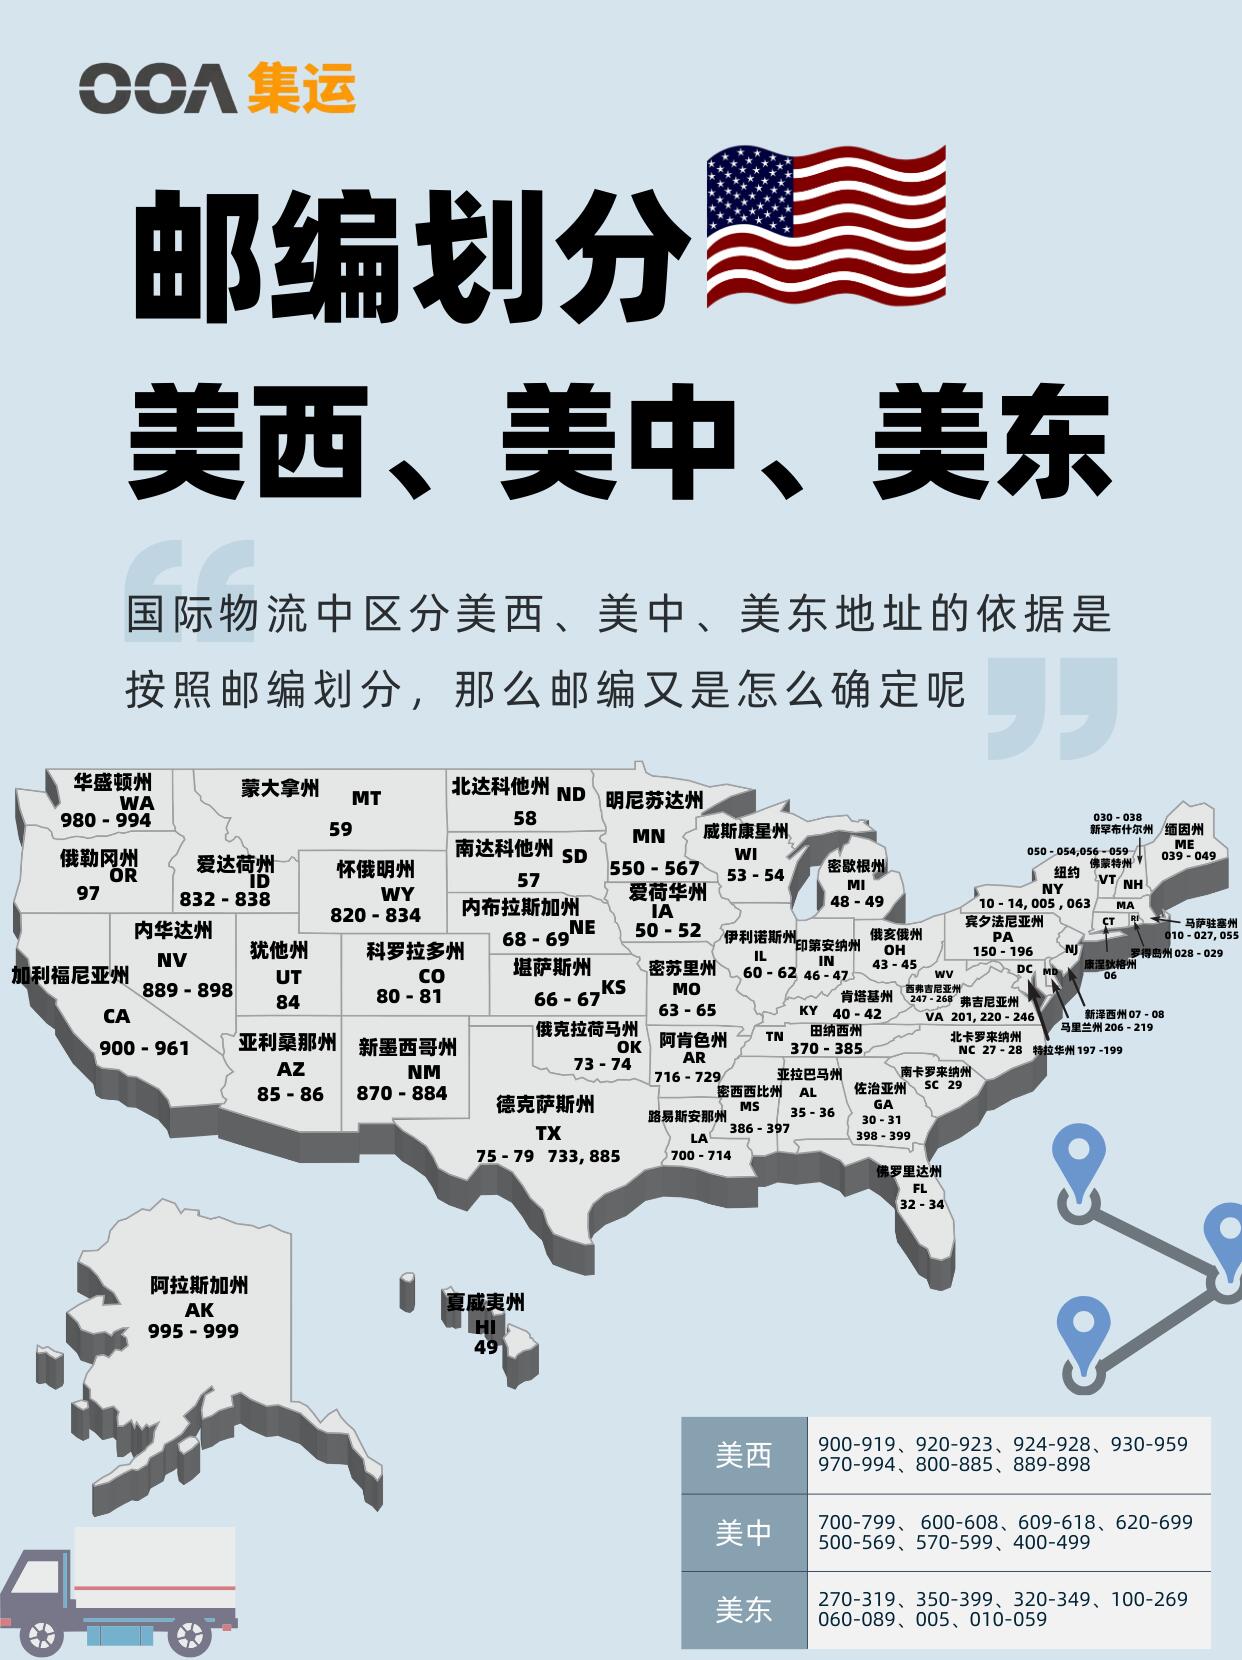 OOA 集运
邮编划分
美西、美中、美东
国际物流中区分美西、美中、美东地址的依据是
按照邮编划分，那么邮编又是怎么确定呢
华盛顿州
WA
980 - 994
俄勒冈州
OR
97
加利福尼亚州
CA
900 - 961
内华达州
NV
889 - 898
爱达荷州
ID
832 - 838
蒙大拿州
MT
59
怀俄明州
WY
820 - 834
犹他州
UT
84
科罗拉多州
CO
80 - 81
亚利桑那州
AZ
85 - 86
新墨西哥州
NM
870 - 884
北达科他州
ND
58
南达科他州
SD
57
内布拉斯加州
NE
68 - 69
堪萨斯州
KS
66 - 67
俄克拉荷马州
OK
73 - 74
德克萨斯州
TX
75 - 79 733, 885
明尼苏达州
MN
550 - 567
爱荷华州
IA
50 - 52
密苏里州
MO
63 - 65
阿肯色州
AR
716 - 729
路易斯安那州
LA
700 - 714
威斯康星州
WI
53 - 54
伊利诺斯州
IL
60 - 62
密歇根州
MI
48 - 49
印第安纳州
IN
46 - 47
俄亥俄州
OH
43 - 45
肯塔基州
KY 40 - 42
田纳西州
TN
370 - 385
密西西比州
MS
386 - 397
亚拉巴马州
AL
35 - 36
佐治亚州
GA
30 - 31
398 - 399
佛罗里达州
FL
32 - 34
南卡罗来纳州
SC 29
北卡罗来纳州
NC 27 - 28
WV
西弗吉尼亚州
247 - 268
弗吉尼亚州
VA 201, 220 - 246
宾夕法尼亚州
PA
150 - 196
纽约
NY
10 - 14, 005 , 063
050 - 054,056 - 059
佛蒙特州
VT
030 - 038
新罕布什尔州
NH
缅因州
ME
039 - 049
MA
马萨驻塞州
010 - 027, 055
RI
罗得岛州 028 - 029
CT
康涅狄格州
06
NJ
新泽西州 07 - 08
MD
马里兰州 206 - 219
DC
特拉华州 197 -199
阿拉斯加州
AK
995 - 999
夏威夷州
HI
49
美西
900-919、920-923、924-928、930-959
970-994、800-885、889-898
美中
700-799、 600-608、609-618、620-699
500-569、570-599、400-499
美东
270-319、350-399、320-349、100-269
060-089、005、010-059